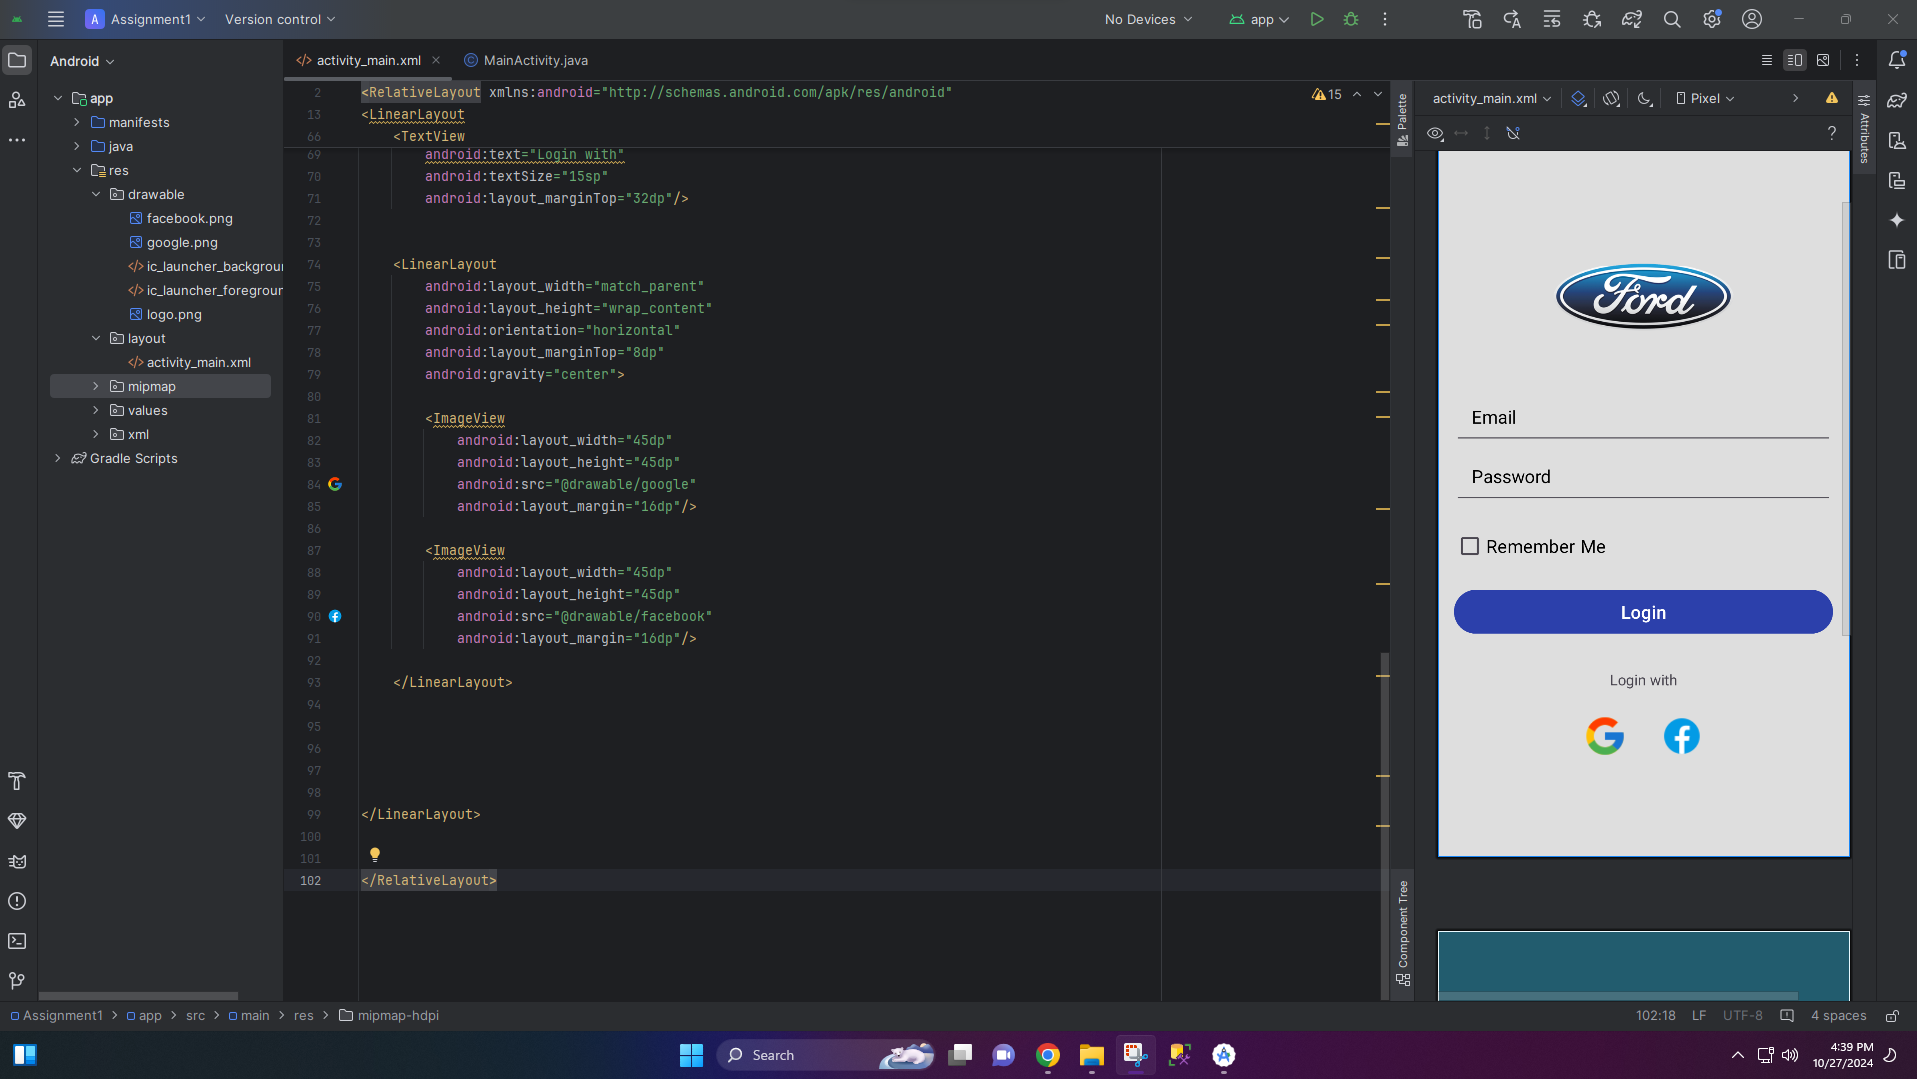 A Assignment1
Version control
No Devices
app
Android
activity_main.xml
MainActivity.java
app
manifests
java
res
drawable
facebook.png
google.png
ic_launcher_backgroun
ic_launcher_foregroun
logo.png
layout
activity_main.xml
mipmap
values
xml
Gradle Scripts
2 <RelativeLayout xmlns:android="http://schemas.android.com/apk/res/android"
15
13 <LinearLayout
66 <TextView
69 android:text="Login with"
70 android:textSize="15sp"
71 android:layout_marginTop="32dp"/>
72
73
74 <LinearLayout
75 android:layout_width="match_parent"
76 android:layout_height="wrap_content"
77 android:orientation="horizontal"
78 android:layout_marginTop="8dp"
79 android:gravity="center">
80
81 <ImageView
82 android:layout_width="45dp"
83 android:layout_height="45dp"
84 android:src="@drawable/google"
85 android:layout_margin="16dp"/>
86
87 <ImageView
88 android:layout_width="45dp"
89 android:layout_height="45dp"
90 android:src="@drawable/facebook"
91 android:layout_margin="16dp"/>
92
93 </LinearLayout>
94
95
96
97
98
99 </LinearLayout>
100
101
102 </RelativeLayout>
Palette
Component Tree
activity_main.xml
Pixel
?
Attributes
Ford
Email
Password
Remember Me
Login
Login with
Assignment1 > app > src > main > res > mipmap-hdpi
102:18
LF
UTF-8
4 spaces
Search
4:39 PM
10/27/2024